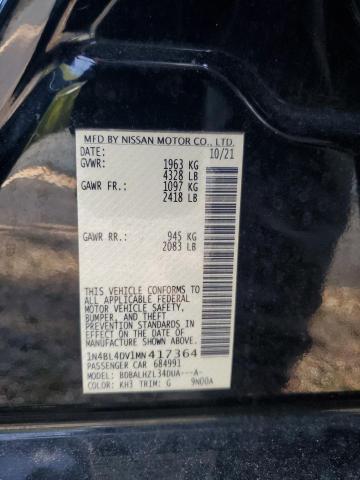 MFD BY NISSAN MOTOR CO., LTD.
DATE: 10/21
GVWR: 1963 KG
4328 LB
GAWR FR.: 1097 KG
2418 LB
GAWR RR.: 945 KG
2083 LB
THIS VEHICLE CONFORMS TO
ALL APPLICABLE FEDERAL
MOTOR VEHICLE SAFETY,
BUMPER, AND THEFT
PREVENTION STANDARDS IN
EFFECT ON THE DATE OF
MANUFACTURE SHOWN ABOVE.
1N4BL4DV1MN417364
PASSENGER CAR 684991
MODEL: BDBALHZL34DUA---A-
COLOR: KH3 TRIM: G 9N00A